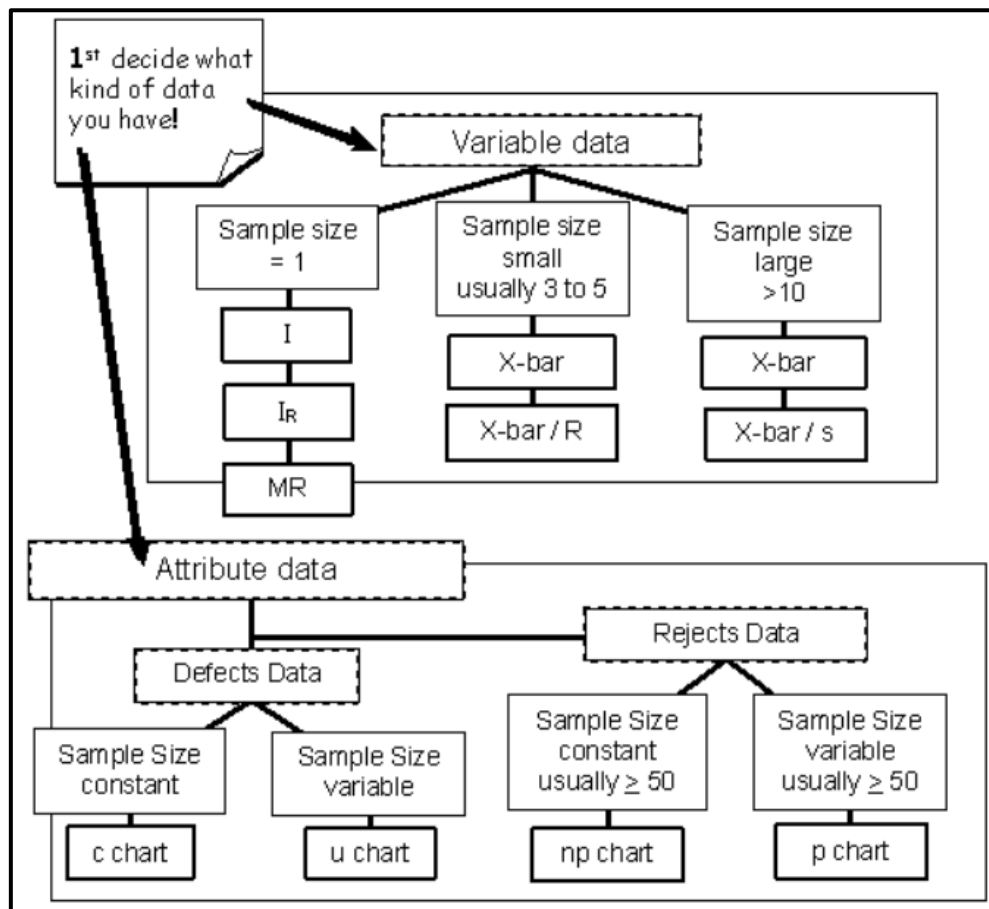 1st decide what
kind of data
you have!
Variable data
Sample size
= 1
I
IR
MR
Sample size
small
usually 3 to 5
X-bar
X-bar / R
Sample size
large
>10
X-bar
X-bar / s
Attribute data
Defects Data
Sample Size
constant
c chart
Sample Size
variable
u chart
Rejects Data
Sample Size
constant
usually ≥ 50
np chart
Sample Size
variable
usually ≥ 50
p chart